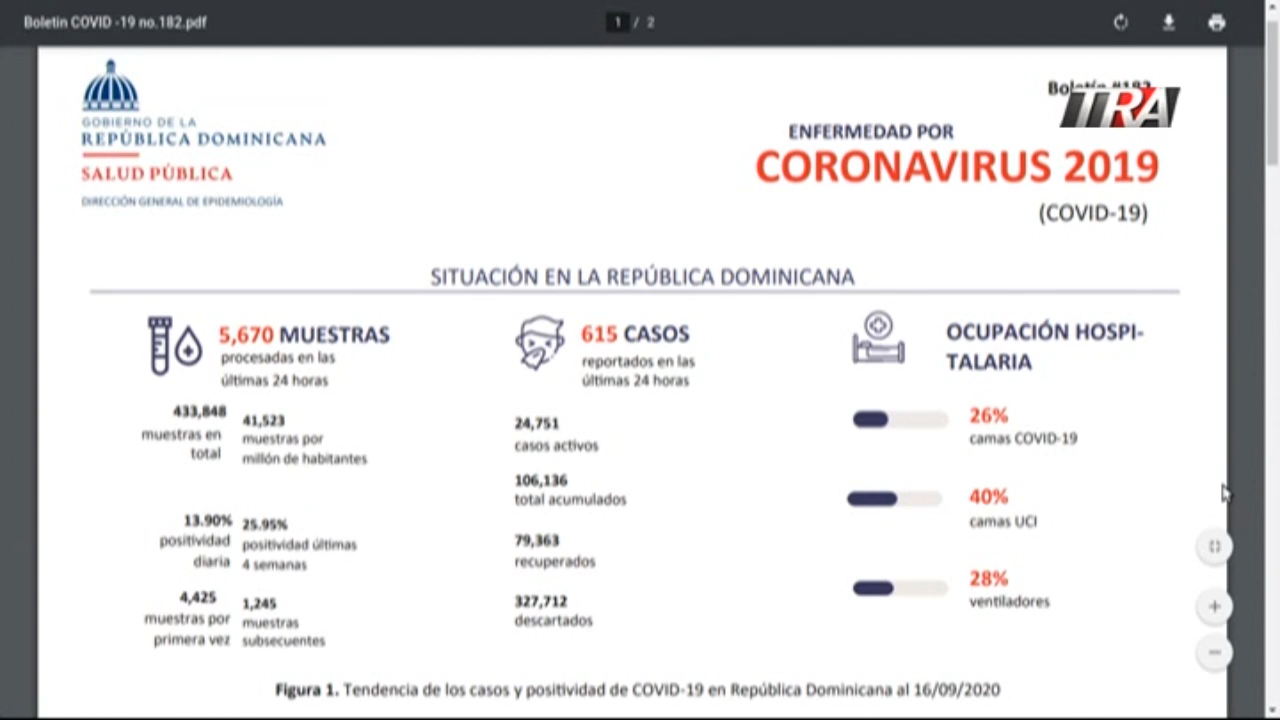 Boletin COVID -19 no.182.pdf
1 / 2
GOBIERNO DE LA
REPÚBLICA DOMINICANA
SALUD PÚBLICA
DIRECCIÓN GENERAL DE EPIDEMIOLOGÍA
TRA
ENFERMEDAD POR
CORONAVIRUS 2019
(COVID-19)
SITUACIÓN EN LA REPÚBLICA DOMINICANA
5,670 MUESTRAS
procesadas en las
últimas 24 horas
433,848
muestras en
total
41,523
muestras por
millón de habitantes
13.90%
positividad
diaria
25.95%
positividad últimas
4 semanas
4,425
muestras por
primera vez
1,245
muestras
subsecuentes
615 CASOS
reportados en las
últimas 24 horas
24,751
casos activos
106,136
total acumulados
79,363
recuperados
327,712
descartados
OCUPACIÓN HOSPI-
TALARIA
26%
camas COVID-19
40%
camas UCI
28%
ventiladores
Figura 1. Tendencia de los casos y positividad de COVID-19 en República Dominicana al 16/09/2020